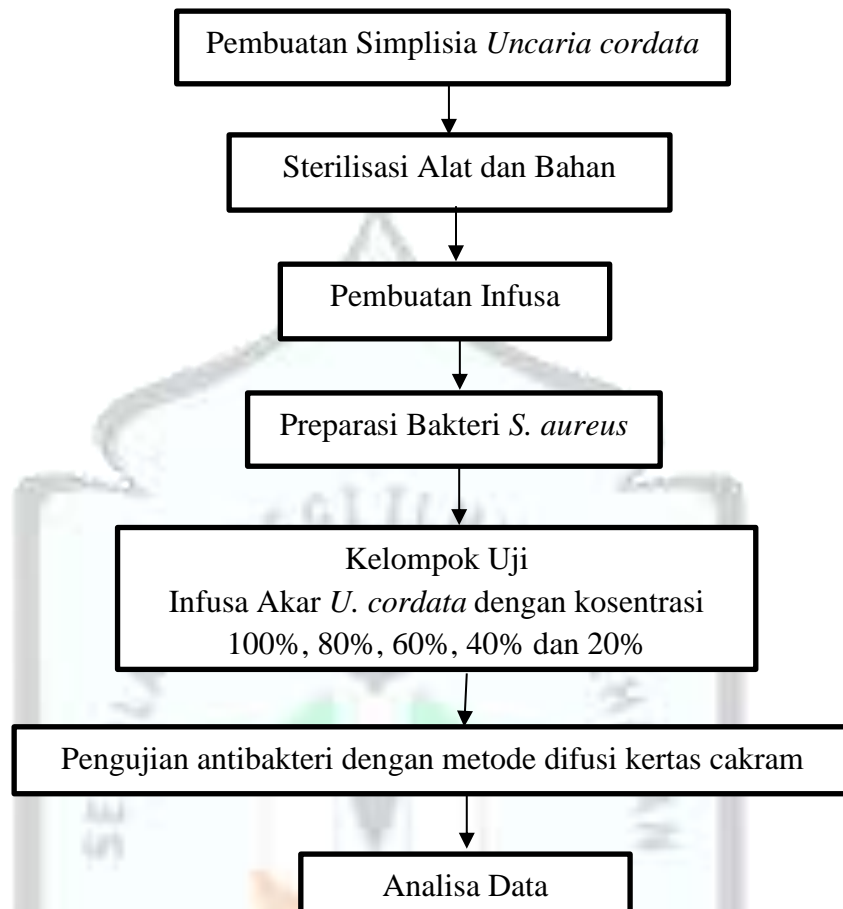 Pembuatan Simplisia Uncaria cordata
Sterilisasi Alat dan Bahan
Pembuatan Infusa
Preparasi Bakteri S. aureus
Kelompok Uji
Infusa Akar U. cordata dengan kosentrasi
100%, 80%, 60%, 40% dan 20%
Pengujian antibakteri dengan metode difusi kertas cakram
Analisa Data